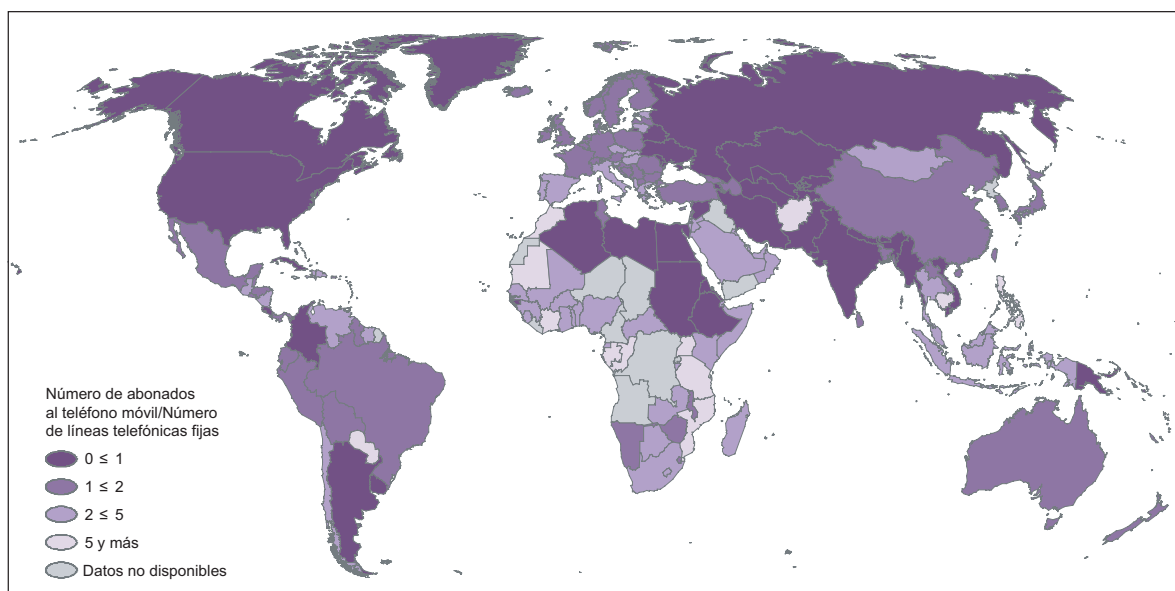 Número de abonados
al teléfono móvil/Número
de líneas telefónicas fijas
0 ≤ 1
1 ≤ 2
2 ≤ 5
5 y más
Datos no disponibles